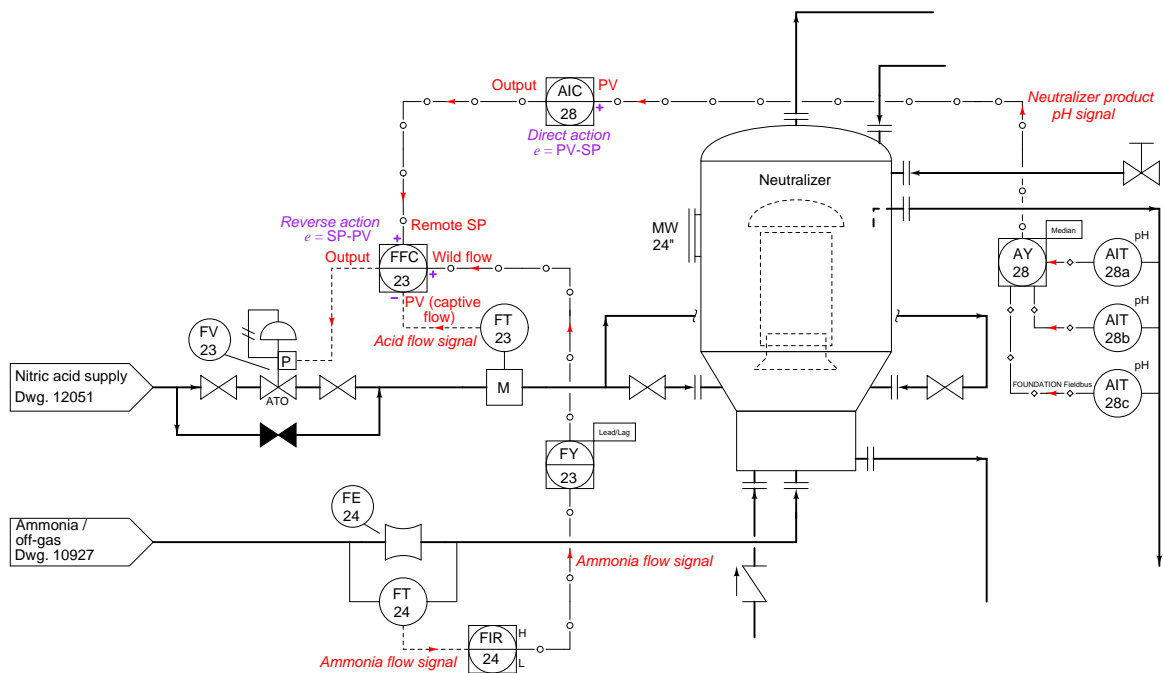 Output
PV
AIC
28
+
Direct action
e = PV-SP
Neutralizer product
pH signal
Neutralizer
MW
24"
Reverse action
e = SP-PV
Remote SP
+
Output
FFC
23
Wild flow
+
–
PV (captive
flow)
Acid flow signal
FT
23
FV
23
P
ATO
M
Nitric acid supply
Dwg. 12051
Median
AY
28
pH
AIT
28a
pH
AIT
28b
pH
AIT
28c
FOUNDATION Fieldbus
Lead/Lag
FY
23
FE
24
Ammonia /
off-gas
Dwg. 10927
Ammonia flow signal
FT
24
FIR
24
H
L
Ammonia flow signal